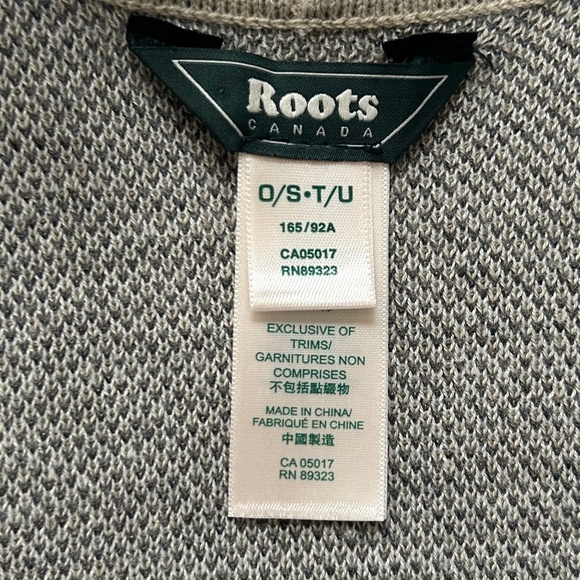 Roots
CANADA
O/S•T/U
165/92A
CA05017
RN89323
EXCLUSIVE OF
TRIMS/
GARNITURES NON
COMPRISES
不包括點綴物
MADE IN CHINA/
FABRIQUÉ EN CHINE
中國製造
CA 05017
RN 89323